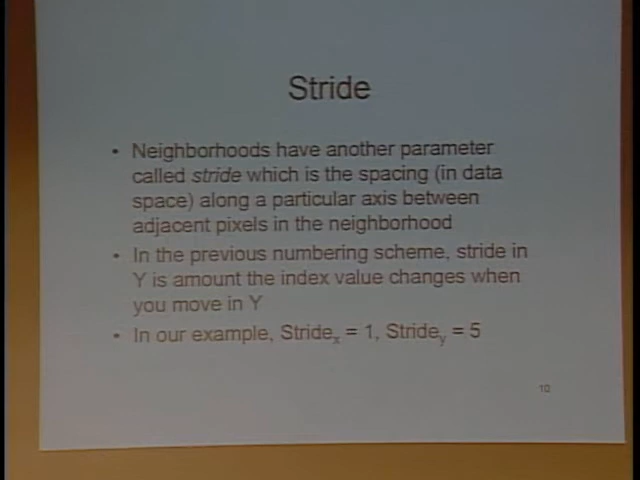 Stride
• Neighborhoods have another parameter
called stride which is the spacing (in data
space) along a particular axis between
adjacent pixels in the neighborhood
• In the previous numbering scheme, stride in
Y is amount the index value changes when
you move in Y
• In our example, Stridex = 1, Stridey = 5
10